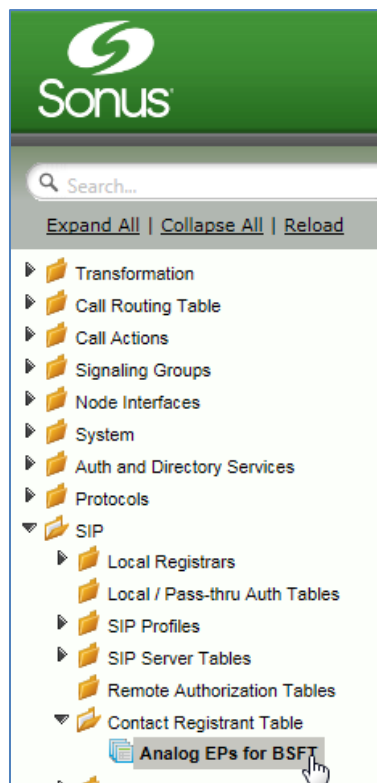 Sonus
Search...
Expand All | Collapse All | Reload
Transformation
Call Routing Table
Call Actions
Signaling Groups
Node Interfaces
System
Auth and Directory Services
Protocols
SIP
Local Registrars
Local / Pass-thru Auth Tables
SIP Profiles
SIP Server Tables
Remote Authorization Tables
Contact Registrant Table
Analog EPs for BSFT